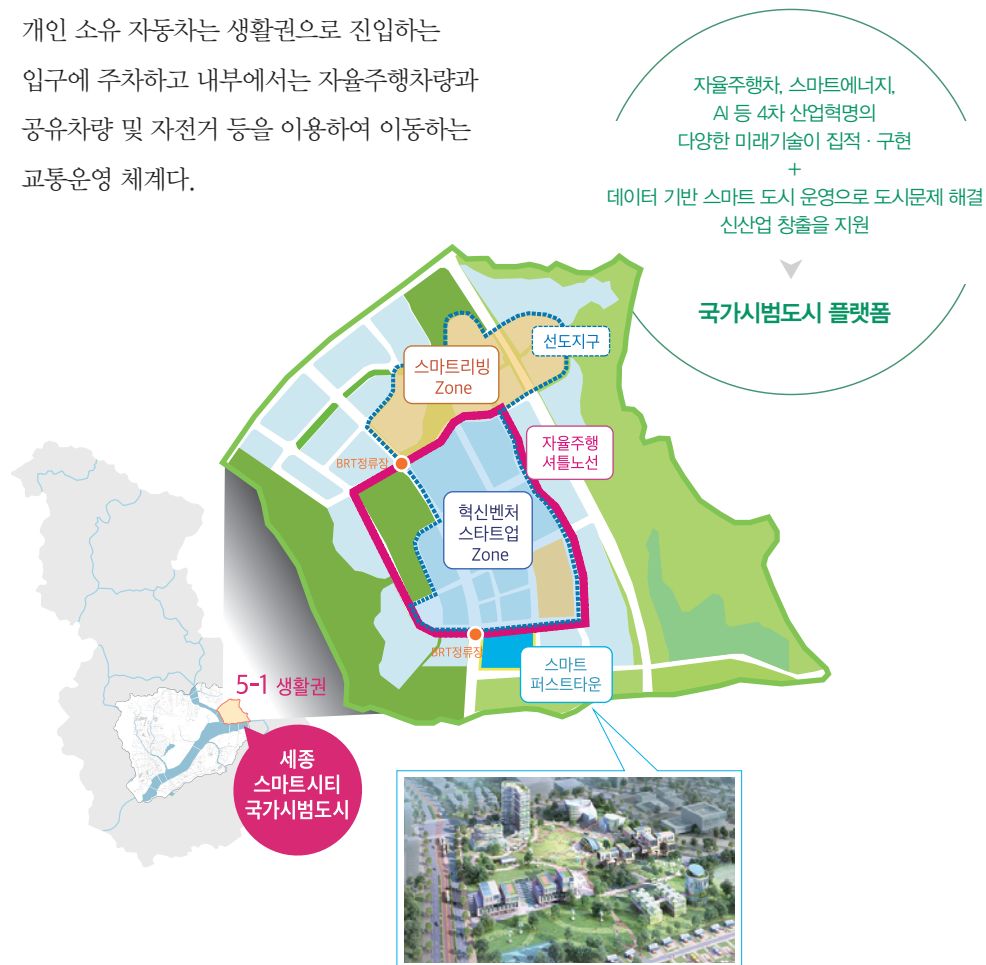 개인 소유 자동차는 생활권으로 진입하는
입구에 주차하고 내부에서는 자율주행차량과
공유차량 및 자전거 등을 이용하여 이동하는
교통운영 체계다.
자율주행차, 스마트에너지,
AI 등 4차 산업혁명의
다양한 미래기술이 집적 · 구현
+
데이터 기반 스마트 도시 운영으로 도시문제 해결
신산업 창출을 지원
국가시범도시 플랫폼
선도지구
스마트리빙
Zone
자율주행
셔틀노선
BRT정류장
혁신벤처
스타트업
Zone
BRT정류장
스마트
퍼스트타운
5-1 생활권
세종
스마트시티
국가시범도시